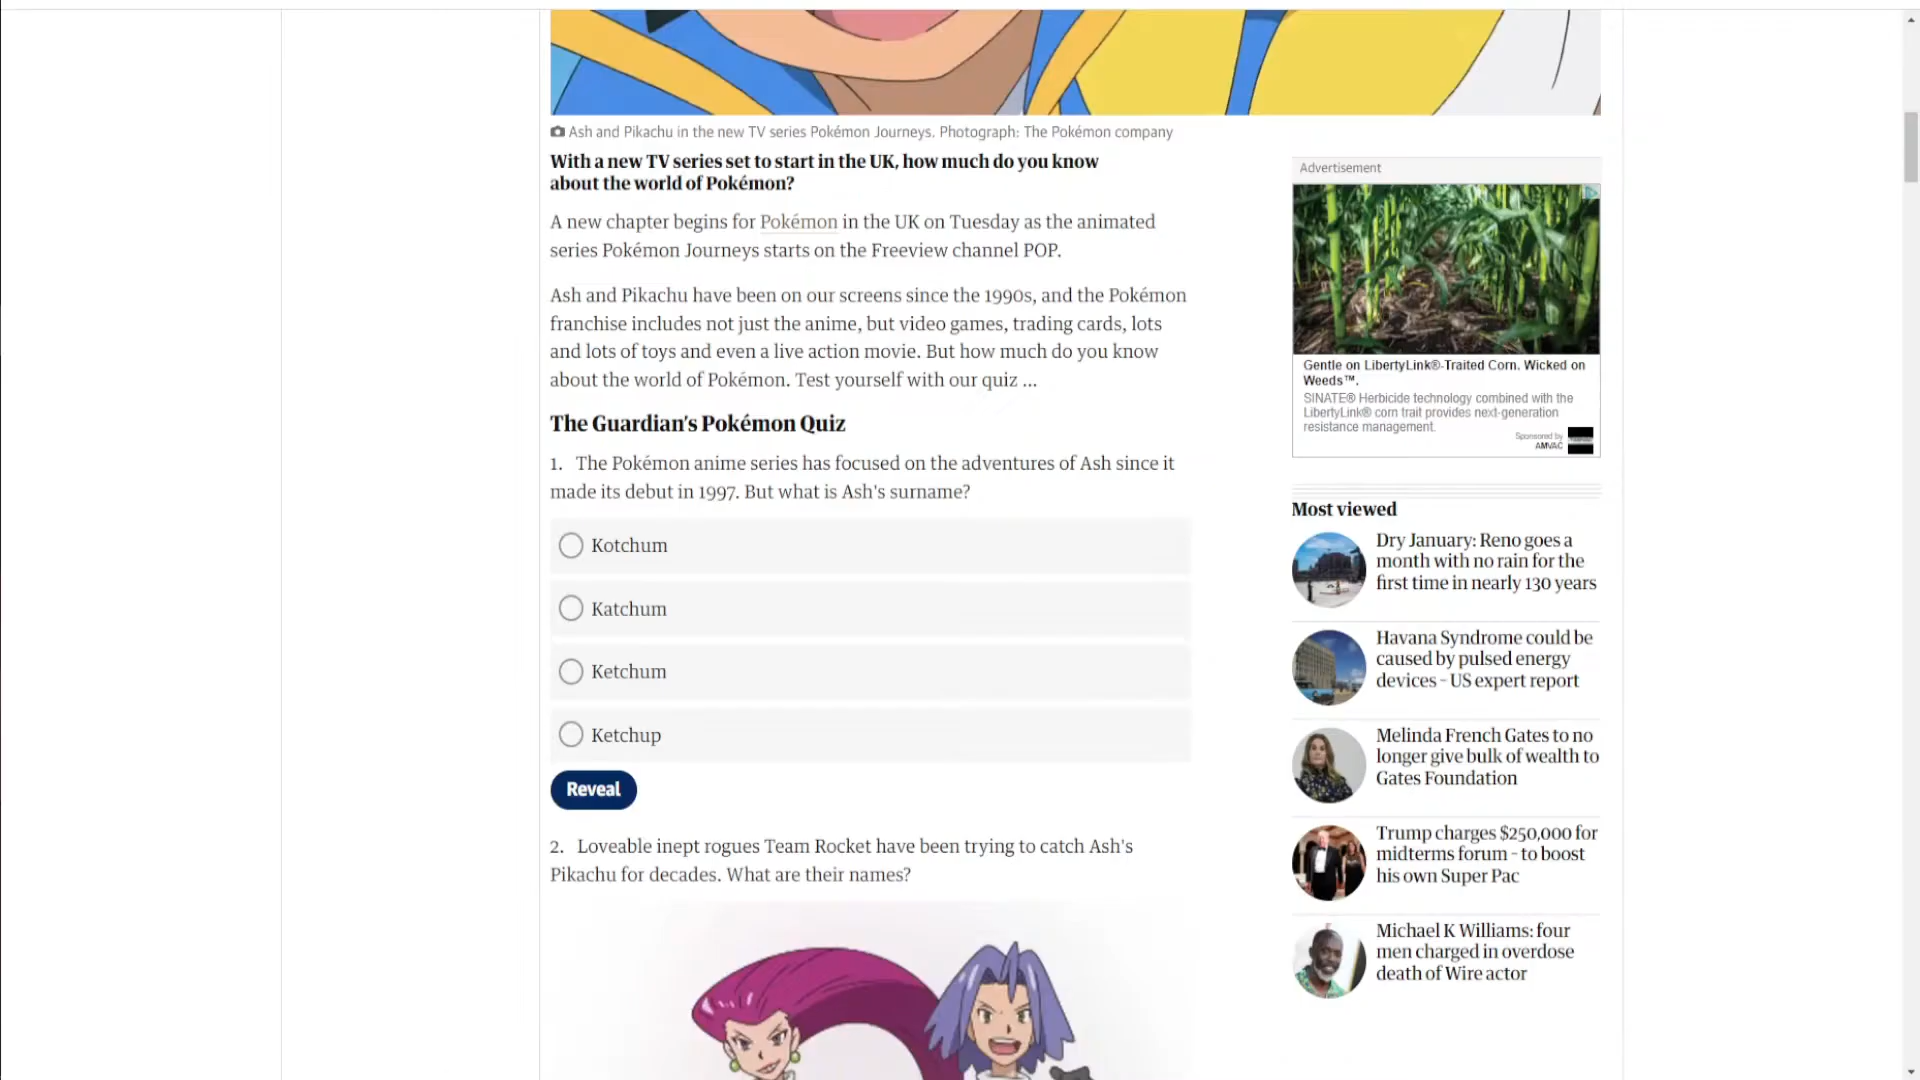 Ash and Pikachu in the new TV series Pokémon Journeys. Photograph: The Pokémon company
With a new TV series set to start in the UK, how much do you know
about the world of Pokémon?
A new chapter begins for Pokémon in the UK on Tuesday as the animated
series Pokémon Journeys starts on the Freeview channel POP.
Ash and Pikachu have been on our screens since the 1990s, and the Pokémon
franchise includes not just the anime, but video games, trading cards, lots
and lots of toys and even a live action movie. But how much do you know
about the world of Pokémon. Test yourself with our quiz ...
The Guardian's Pokémon Quiz
1. The Pokémon anime series has focused on the adventures of Ash since it
made its debut in 1997. But what is Ash's surname?
Kotchum
Katchum
Ketchum
Ketchup
Reveal
2. Loveable inept rogues Team Rocket have been trying to catch Ash's
Pikachu for decades. What are their names?
Advertisement
Gentle on LibertyLink®-Traited Corn. Wicked on
Weeds™.
SINATE® Herbicide technology combined with the
LibertyLink® corn trait provides next-generation
resistance management.
Sponsored by
AMVAC
Most viewed
Dry January: Reno goes a
month with no rain for the
first time in nearly 130 years
Havana Syndrome could be
caused by pulsed energy
devices – US expert report
Melinda French Gates to no
longer give bulk of wealth to
Gates Foundation
Trump charges $250,000 for
midterms forum – to boost
his own Super Pac
Michael K Williams: four
men charged in overdose
death of Wire actor